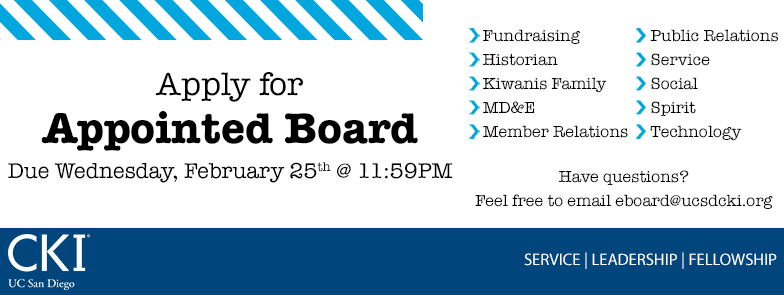 Apply for
Appointed Board
Due Wednesday, February 25th @ 11:59PM
Fundraising
Historian
Kiwanis Family
MD&E
Member Relations
Public Relations
Service
Social
Spirit
Technology
Have questions?
Feel free to email eboard@ucsdcki.org
CKI®
UC San Diego
SERVICE | LEADERSHIP | FELLOWSHIP